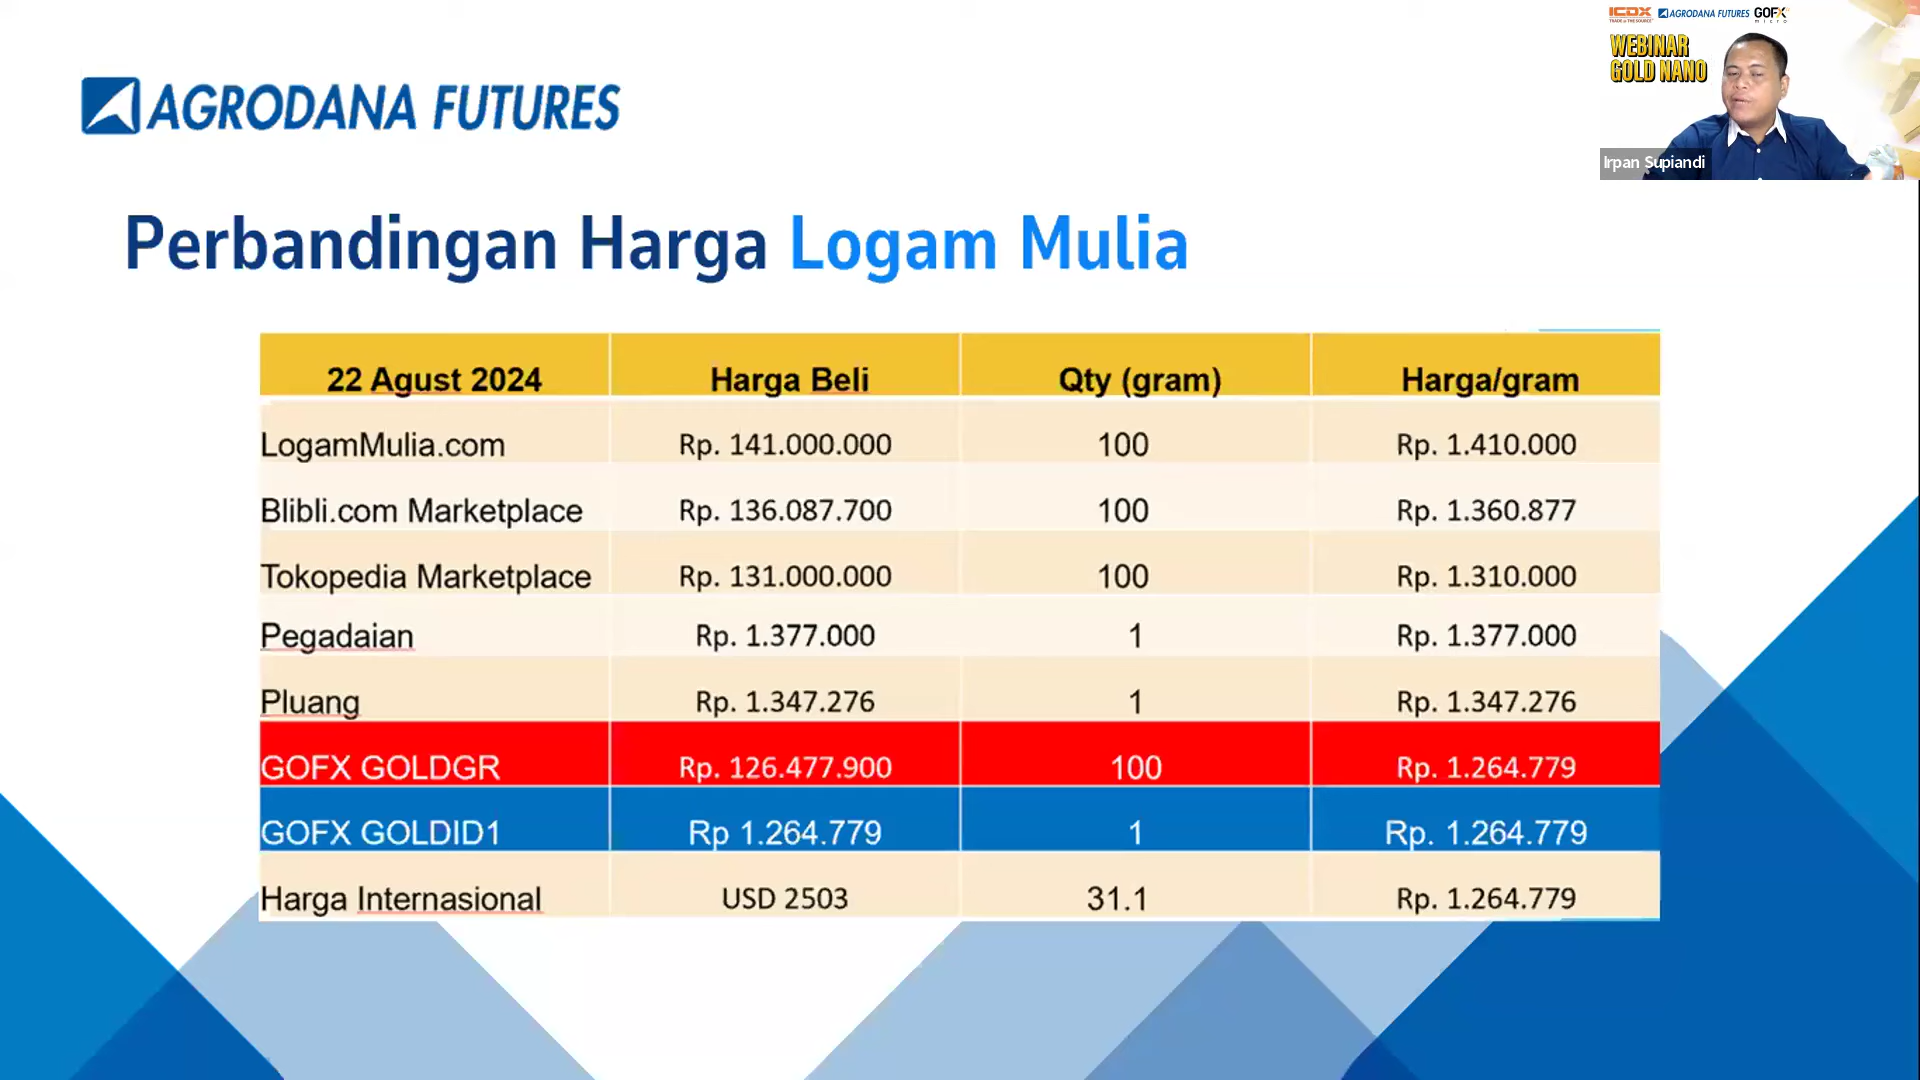 ICDX
TRADE @ THE SOURCE
AGRODANA FUTURES
GOFX
micro
WEBINAR
GOLD NANO
Irpan Supiandi
AGRODANA FUTURES
Perbandingan Harga Logam Mulia
22 Agust 2024 Harga Beli Qty (gram) Harga/gram
LogamMulia.com Rp. 141.000.000 100 Rp. 1.410.000
Blibli.com Marketplace Rp. 136.087.700 100 Rp. 1.360.877
Tokopedia Marketplace Rp. 131.000.000 100 Rp. 1.310.000
Pegadaian Rp. 1.377.000 1 Rp. 1.377.000
Pluang Rp. 1.347.276 1 Rp. 1.347.276
GOFX GOLDGR Rp. 126.477.900 100 Rp. 1.264.779
GOFX GOLDID1 Rp 1.264.779 1 Rp. 1.264.779
Harga Internasional USD 2503 31.1 Rp. 1.264.779